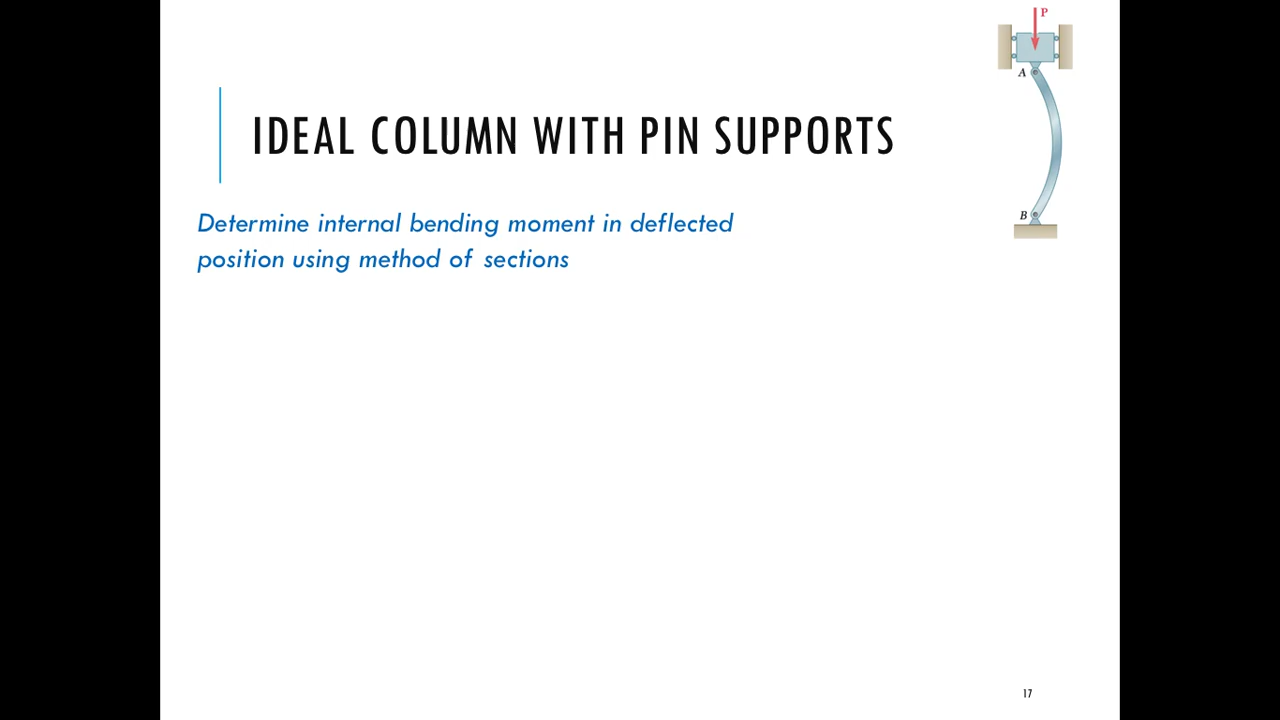 P
A
IDEAL COLUMN WITH PIN SUPPORTS
Determine internal bending moment in deflected
position using method of sections
B
17